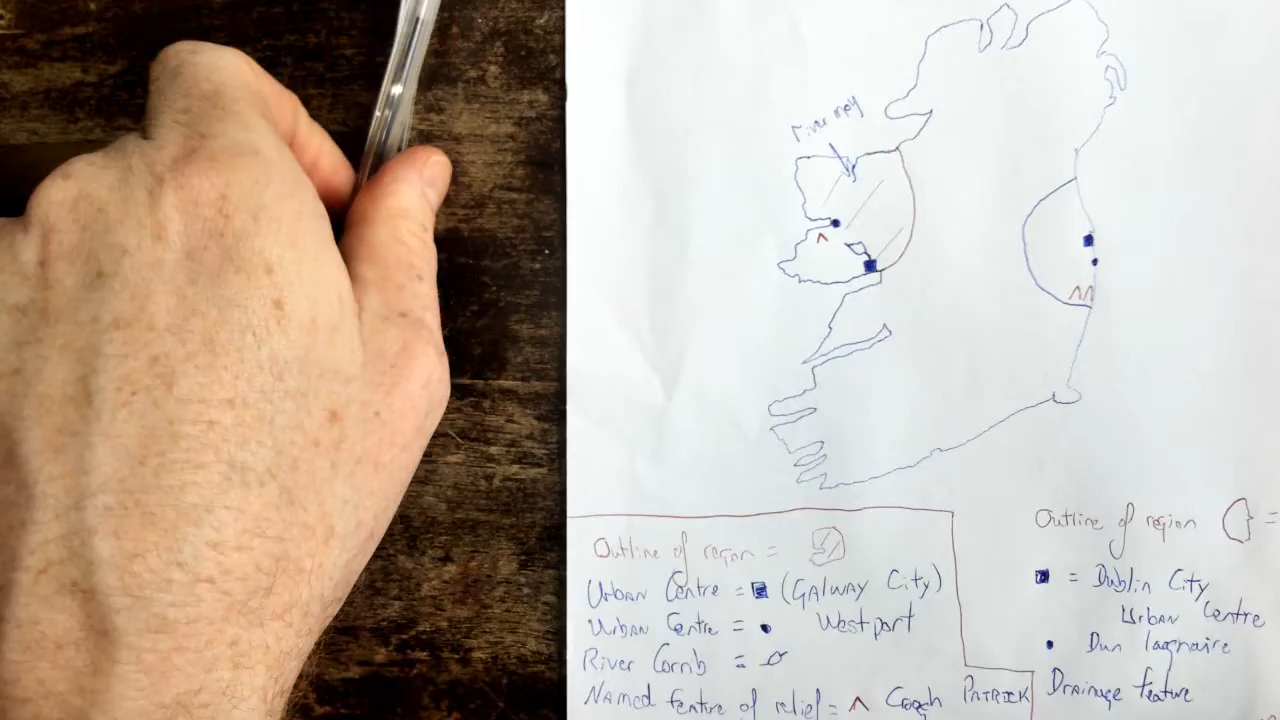 River moy
Outline of region =
Urban Centre = (GALWAY City)
Urban Centre = Westport
River Corrib =
NAMED feature of relief = Croagh PATRICK
Outline of region =
= Dublin City
Urban Centre
Dun laoghaire
Drainage feature